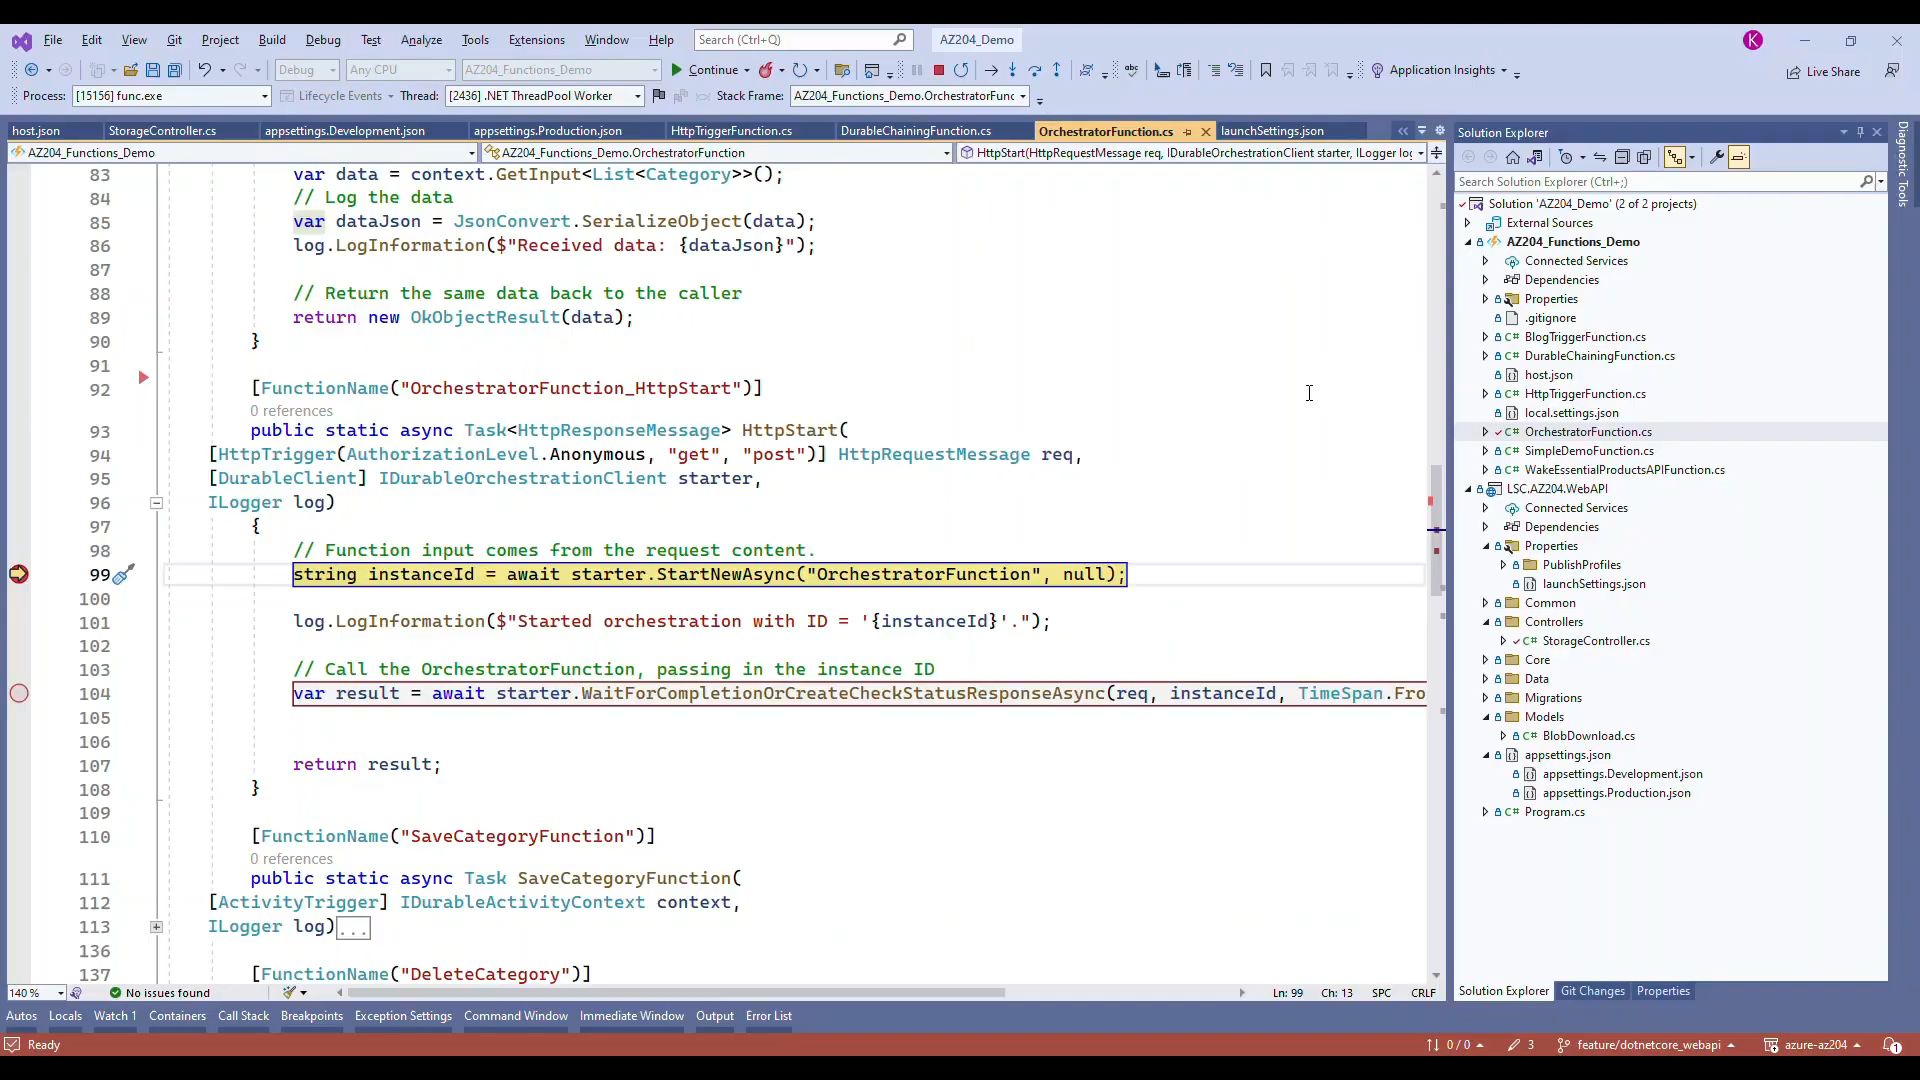 File Edit View Git Project Build Debug Test Analyze Tools Extensions Window Help Search (Ctrl+Q) AZ204_Demo K
Debug Any CPU AZ204_Functions_Demo Continue Application Insights Live Share
Process: [15156] func.exe Lifecycle Events Thread: [2436] .NET ThreadPool Worker Stack Frame: AZ204_Functions_Demo.OrchestratorFunc
host.json StorageController.cs appsettings.Development.json appsettings.Production.json HttpTriggerFunction.cs DurableChainingFunction.cs OrchestratorFunction.cs launchSettings.json
AZ204_Functions_Demo AZ204_Functions_Demo.OrchestratorFunction HttpStart(HttpRequestMessage req, IDurableOrchestrationClient starter, ILogger log
83 var data = context.GetInput<List<Category>>();
84 // Log the data
85 var dataJson = JsonConvert.SerializeObject(data);
86 log.LogInformation($"Received data: {dataJson}");
87
88 // Return the same data back to the caller
89 return new OkObjectResult(data);
90 }
91
92 [FunctionName("OrchestratorFunction_HttpStart")]
0 references
93 public static async Task<HttpResponseMessage> HttpStart(
94 [HttpTrigger(AuthorizationLevel.Anonymous, "get", "post")] HttpRequestMessage req,
95 [DurableClient] IDurableOrchestrationClient starter,
96 ILogger log)
97 {
98 // Function input comes from the request content.
99 string instanceId = await starter.StartNewAsync("OrchestratorFunction", null);
100
101 log.LogInformation($"Started orchestration with ID = '{instanceId}'.");
102
103 // Call the OrchestratorFunction, passing in the instance ID
104 var result = await starter.WaitForCompletionOrCreateCheckStatusResponseAsync(req, instanceId, TimeSpan.Fro
105
106
107 return result;
108 }
109
110 [FunctionName("SaveCategoryFunction")]
0 references
111 public static async Task SaveCategoryFunction(
112 [ActivityTrigger] IDurableActivityContext context,
113 ILogger log)...
136
137 [FunctionName("DeleteCategory")]
140 % No issues found Ln: 99 Ch: 13 SPC CRLF
Solution Explorer
Search Solution Explorer (Ctrl+;)
Solution 'AZ204_Demo' (2 of 2 projects)
External Sources
AZ204_Functions_Demo
Connected Services
Dependencies
Properties
.gitignore
BlogTriggerFunction.cs
DurableChainingFunction.cs
host.json
HttpTriggerFunction.cs
local.settings.json
OrchestratorFunction.cs
SimpleDemoFunction.cs
WakeEssentialProductsAPIFunction.cs
LSC.AZ204.WebAPI
Connected Services
Dependencies
Properties
PublishProfiles
launchSettings.json
Common
Controllers
StorageController.cs
Core
Data
Migrations
Models
BlobDownload.cs
appsettings.json
appsettings.Development.json
appsettings.Production.json
Program.cs
Solution Explorer Git Changes Properties
Diagnostic Tools
Autos Locals Watch 1 Containers Call Stack Breakpoints Exception Settings Command Window Immediate Window Output Error List
Ready 0 / 0 3 feature/dotnetcore_webapi azure-az204 1